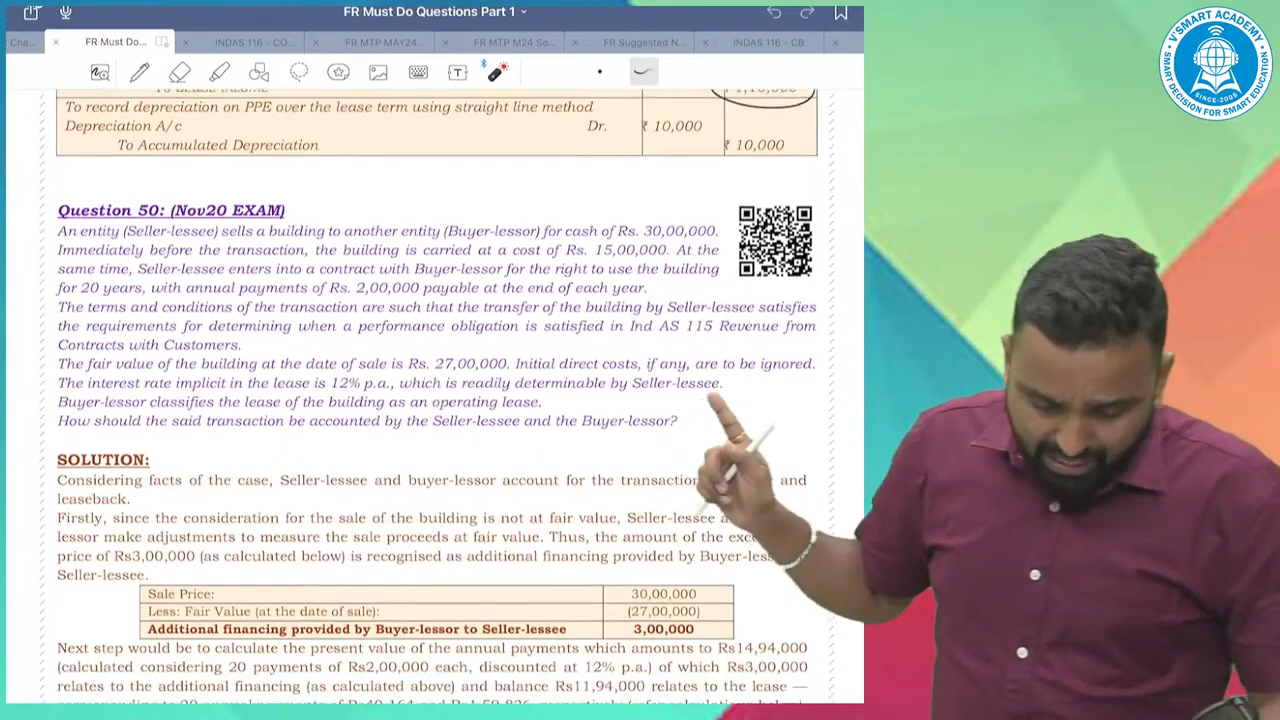 FR Must Do Questions Part 1
Cha...
FR Must Do...
INDAS 116 - CO...
FR MTP MAY24...
FR MTP M24 So...
FR Suggested N...
INDAS 116 - CB
To record depreciation on PPE over the lease term using straight line method
Depreciation A/c Dr. ₹ 10,000
To Accumulated Depreciation ₹ 10,000
Question 50: (Nov20 EXAM)
An entity (Seller-lessee) sells a building to another entity (Buyer-lessor) for cash of Rs. 30,00,000.
Immediately before the transaction, the building is carried at a cost of Rs. 15,00,000. At the
same time, Seller-lessee enters into a contract with Buyer-lessor for the right to use the building
for 20 years, with annual payments of Rs. 2,00,000 payable at the end of each year.
The terms and conditions of the transaction are such that the transfer of the building by Seller-lessee satisfies
the requirements for determining when a performance obligation is satisfied in Ind AS 115 Revenue from
Contracts with Customers.
The fair value of the building at the date of sale is Rs. 27,00,000. Initial direct costs, if any, are to be ignored.
The interest rate implicit in the lease is 12% p.a., which is readily determinable by Seller-lessee.
Buyer-lessor classifies the lease of the building as an operating lease.
How should the said transaction be accounted by the Seller-lessee and the Buyer-lessor?
SOLUTION:
Considering facts of the case, Seller-lessee and buyer-lessor account for the transaction and
leaseback.
Firstly, since the consideration for the sale of the building is not at fair value, Seller-lessee
lessor make adjustments to measure the sale proceeds at fair value. Thus, the amount of the
price of Rs3,00,000 (as calculated below) is recognised as additional financing provided by
Seller-lessee.
Sale Price: 30,00,000
Less: Fair Value (at the date of sale): (27,00,000)
Additional financing provided by Buyer-lessor to Seller-lessee 3,00,000
Next step would be to calculate the present value of the annual payments which amounts to Rs14,94,000
(calculated considering 20 payments of Rs2,00,000 each, discounted at 12% p.a.) of which Rs3,00,000
relates to the additional financing (as calculated above) and balance Rs11,94,000 relates to the lease —
V'SMART ACADEMY
SINCE-2008
SMART DECISION FOR SMART EDUCATION